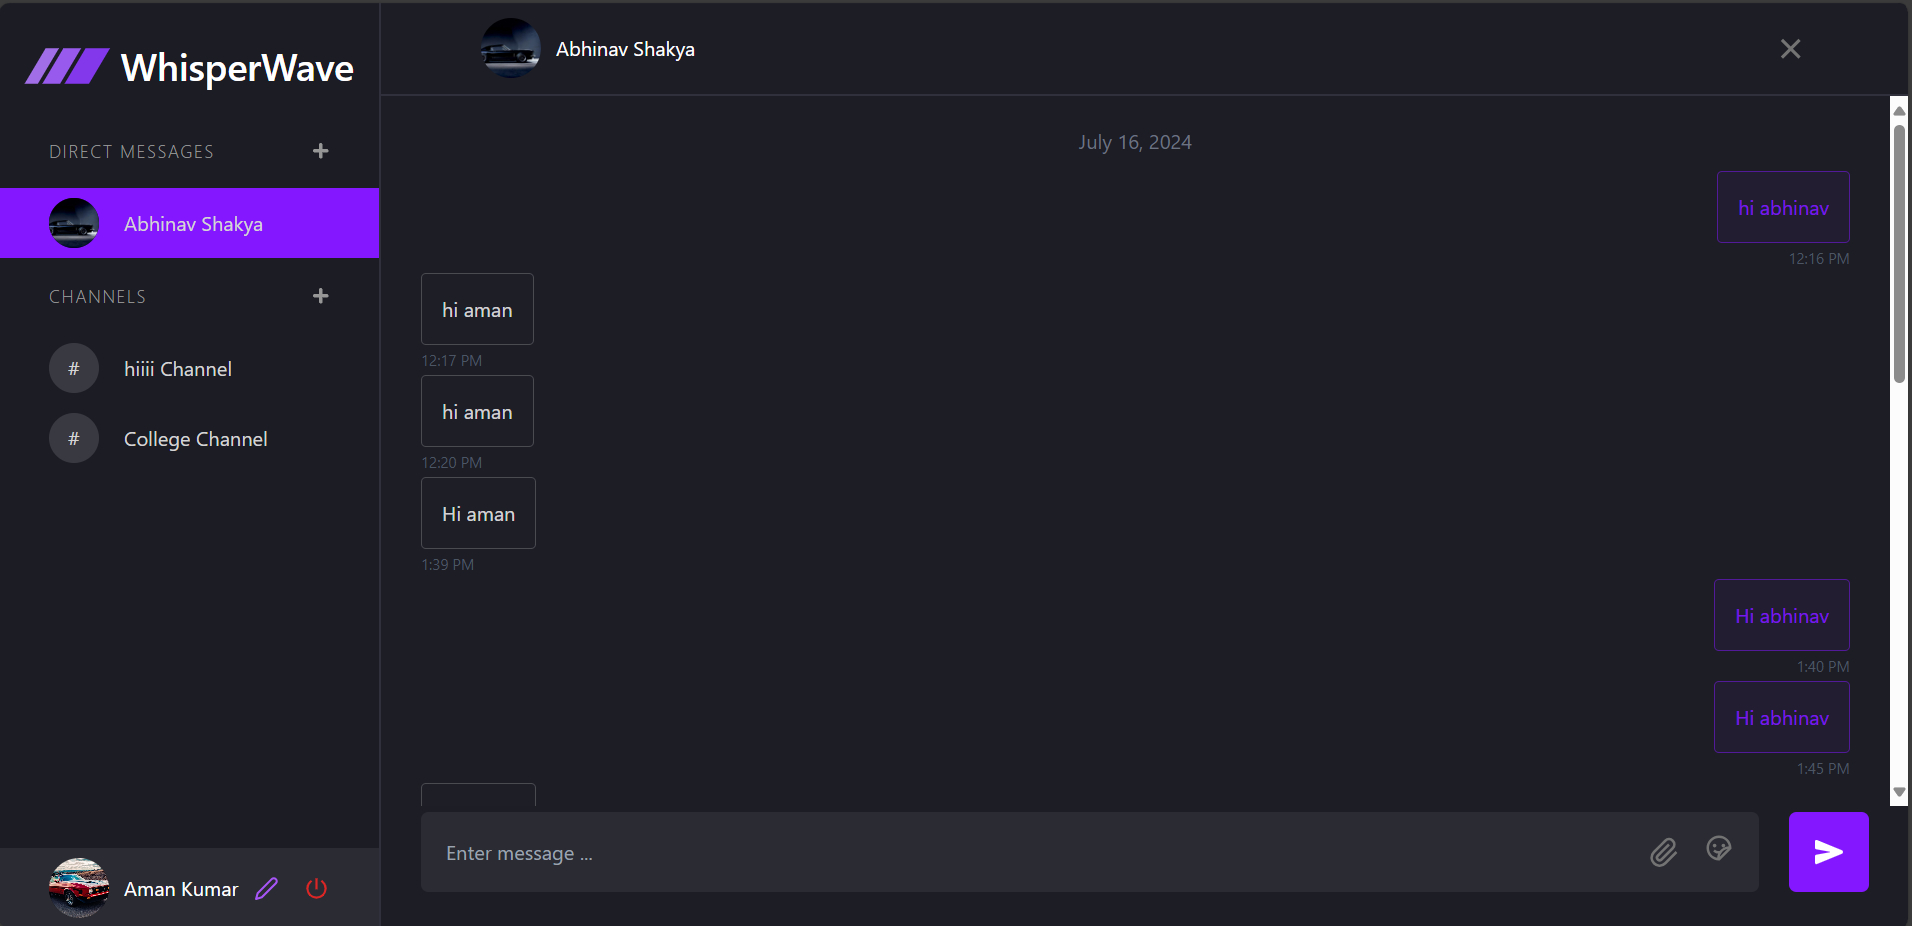 WhisperWave
DIRECT MESSAGES
Abhinav Shakya
CHANNELS
# hiiii Channel
# College Channel
Aman Kumar
Abhinav Shakya
July 16, 2024
hi abhinav
12:16 PM
hi aman
12:17 PM
hi aman
12:20 PM
Hi aman
1:39 PM
Hi abhinav
1:40 PM
Hi abhinav
1:45 PM
Enter message ...